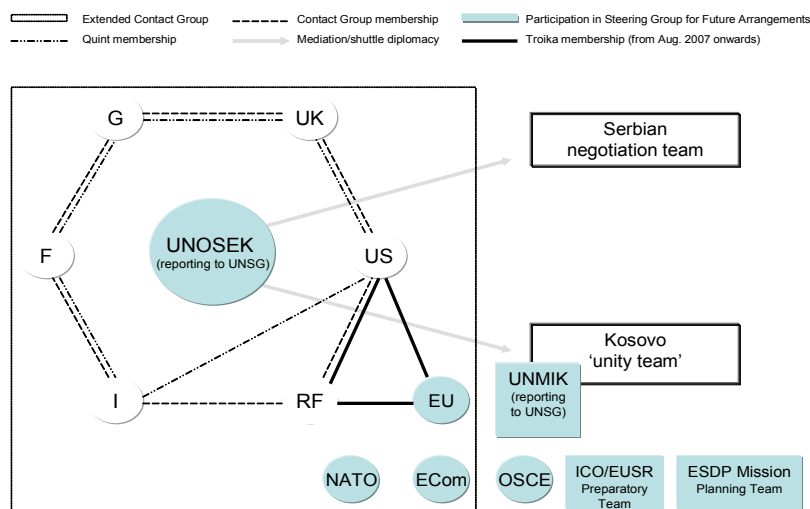 Extended Contact Group
Contact Group membership
Participation in Steering Group for Future Arrangements
Quint membership
Mediation/shuttle diplomacy
Troika membership (from Aug. 2007 onwards)
G
UK
Serbian
negotiation team
UNOSEK
(reporting to UNSG)
F
US
Kosovo
‘unity team’
UNMIK
(reporting
to UNSG)
I
RF
EU
NATO
ECom
OSCE
ICO/EUSR
Preparatory
Team
ESDP Mission
Planning Team